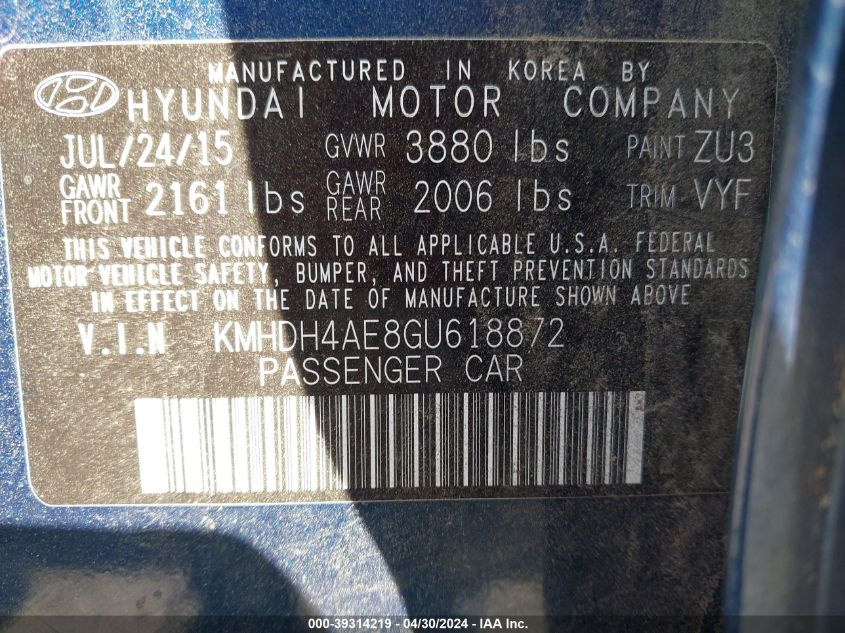 MANUFACTURED IN KOREA BY
HYUNDAI MOTOR COMPANY
JUL/24/15 GVWR 3880 lbs PAINT ZU3
GAWR FRONT 2161 lbs GAWR REAR 2006 lbs TRIM VYF
THIS VEHICLE CONFORMS TO ALL APPLICABLE U.S.A. FEDERAL
MOTOR VEHICLE SAFETY, BUMPER, AND THEFT PREVENTION STANDARDS
IN EFFECT ON THE DATE OF MANUFACTURE SHOWN ABOVE.
V.I.N KMHDH4AE8GU618872
PASSENGER CAR
000-39314219 - 04/30/2024 - IAA Inc.